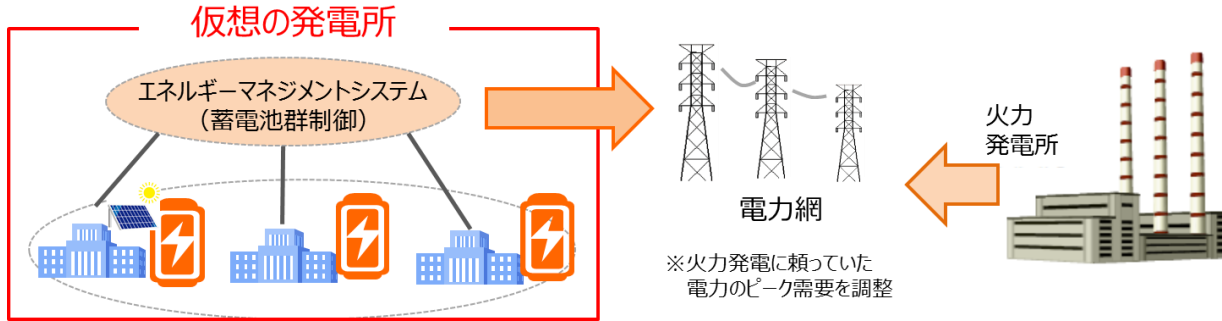 仮想の発電所
エネルギーマネジメントシステム
（蓄電池群制御）
電力網
※火力発電に頼っていた
電力のピーク需要を調整
火力
発電所